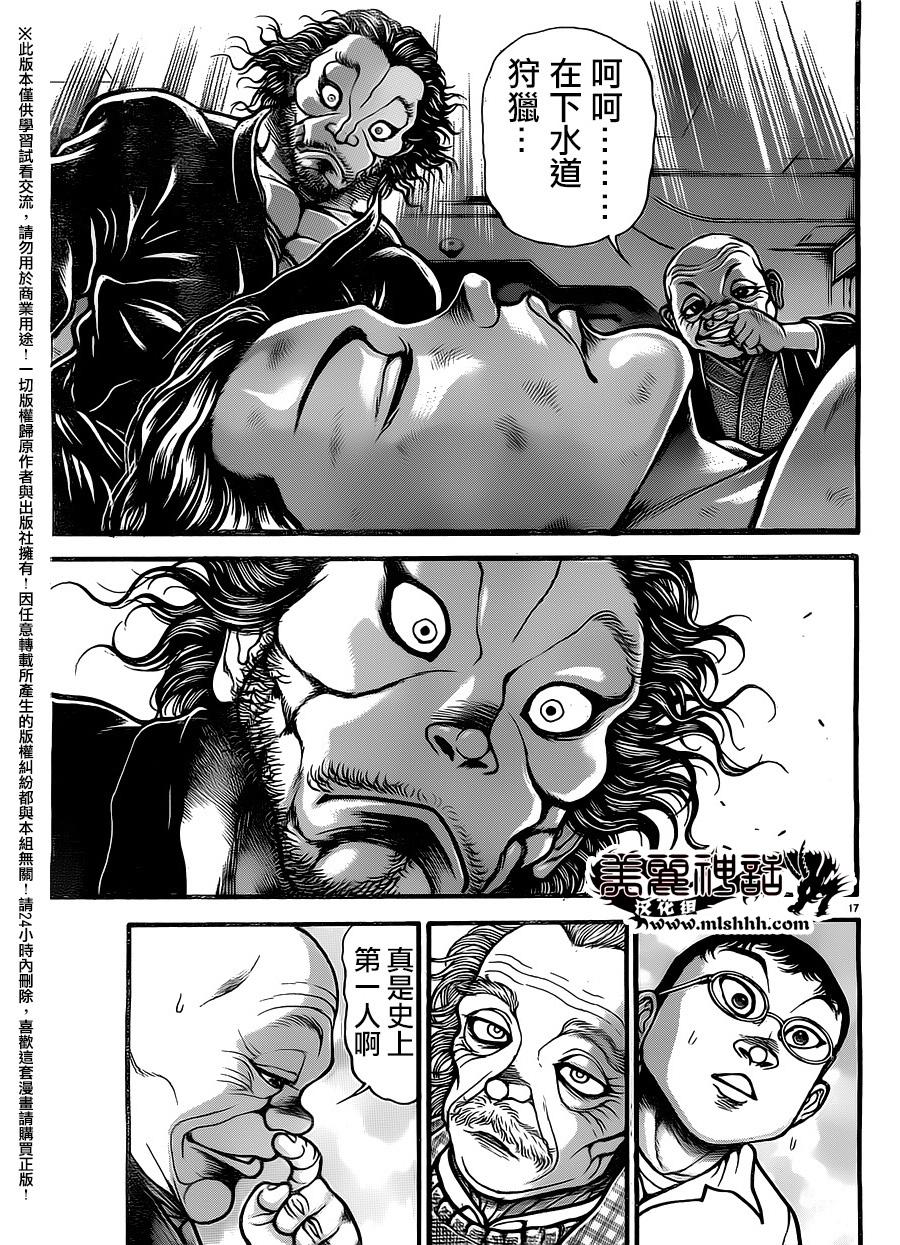 呵呵………
在下水道
狩獵…
17
美麗神話
汉化组
www.mlshhh.com
真是史上
第一人啊
※此版本僅供學習試看交流，請勿用於商業用途！一切版權歸原作者與出版社擁有！因任意轉載所產生的版權糾紛都與本組無關！請24小時內刪除，喜歡這套漫畫請購買正版！